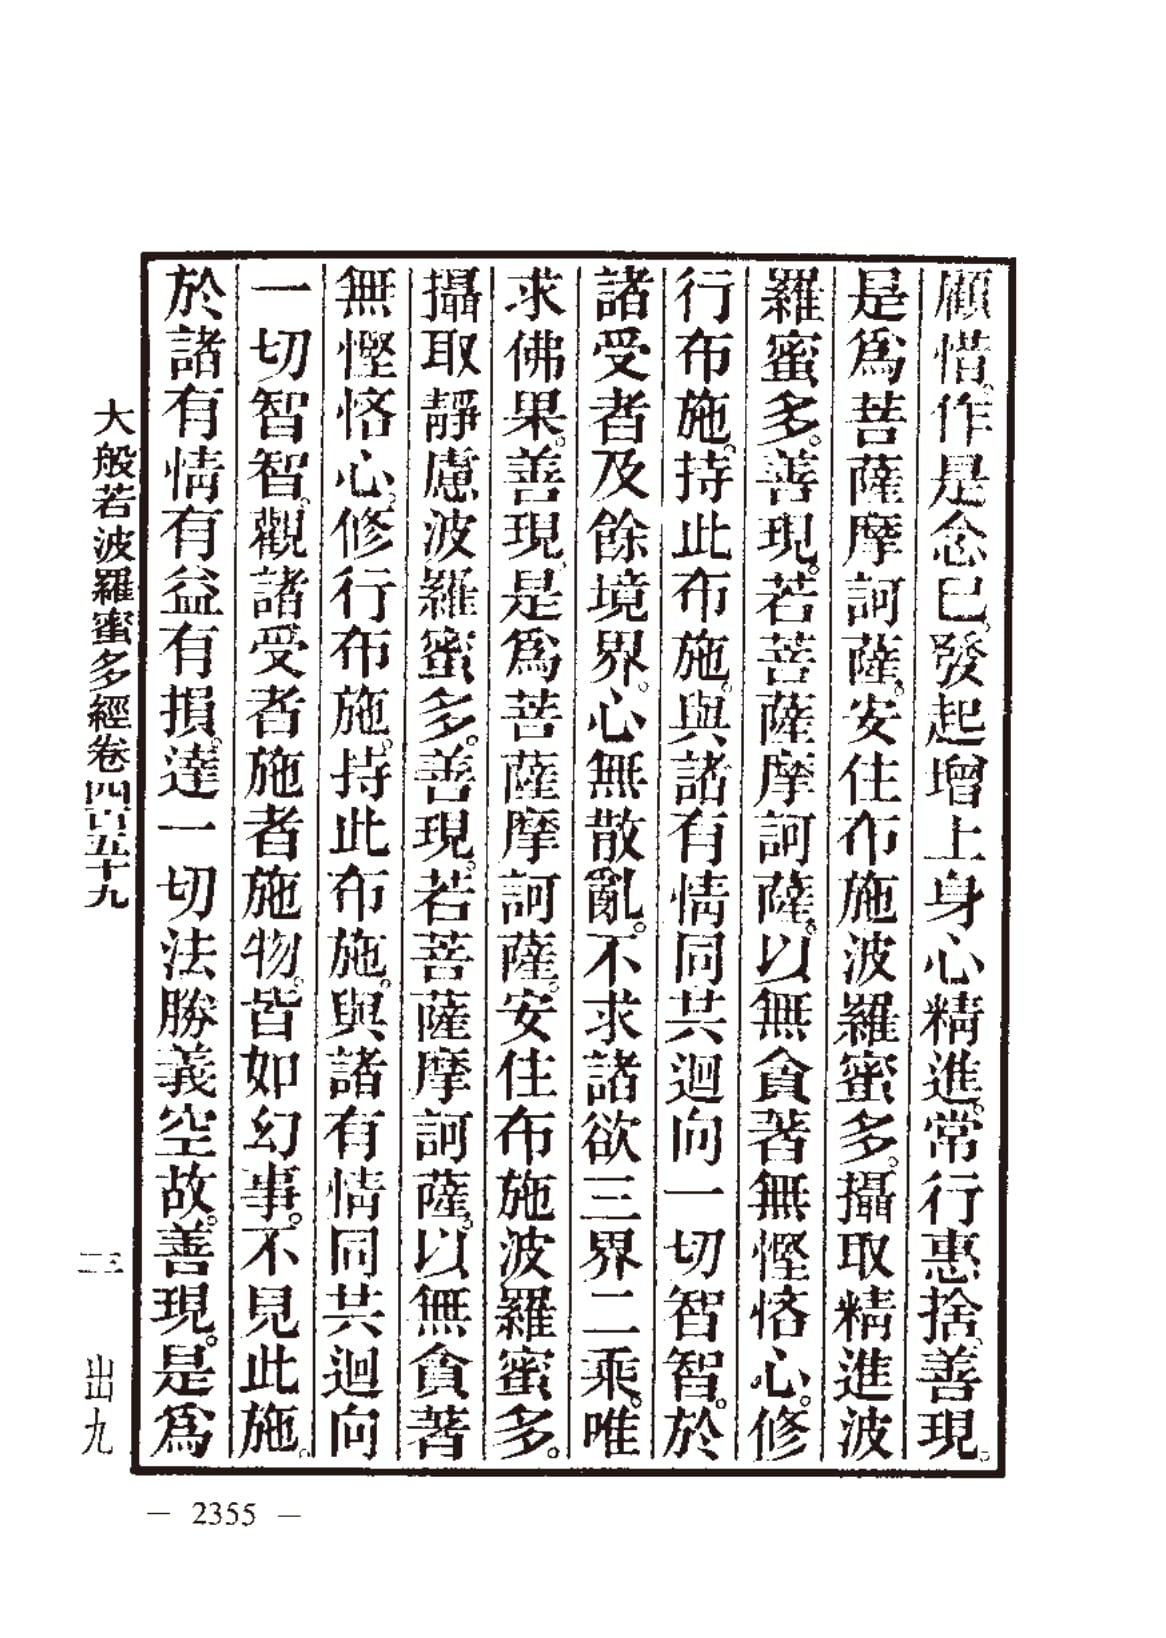 顧惜。作是念已。發起增上身心精進。常行惠捨。善現。
是爲菩薩摩訶薩。安住布施波羅蜜多。攝取精進波
羅蜜多。善現。若菩薩摩訶薩。以無貪著無慳悋心。修
行布施。持此布施。與諸有情同共迴向一切智智。於
諸受者及餘境界。心無散亂。不求諸欲三界二乘。唯
求佛果。善現。是爲菩薩摩訶薩。安住布施波羅蜜多。
攝取靜慮波羅蜜多。善現。若菩薩摩訶薩。以無貪著
無慳悋心。修行布施。持此布施。與諸有情同共迴向
一切智智。觀諸受者施者施物。皆如幻事。不見此施。
於諸有情有益有損。達一切法勝義空故。善現。是爲
大般若波羅蜜多經卷四百五十九 三 出九
— 2355 —